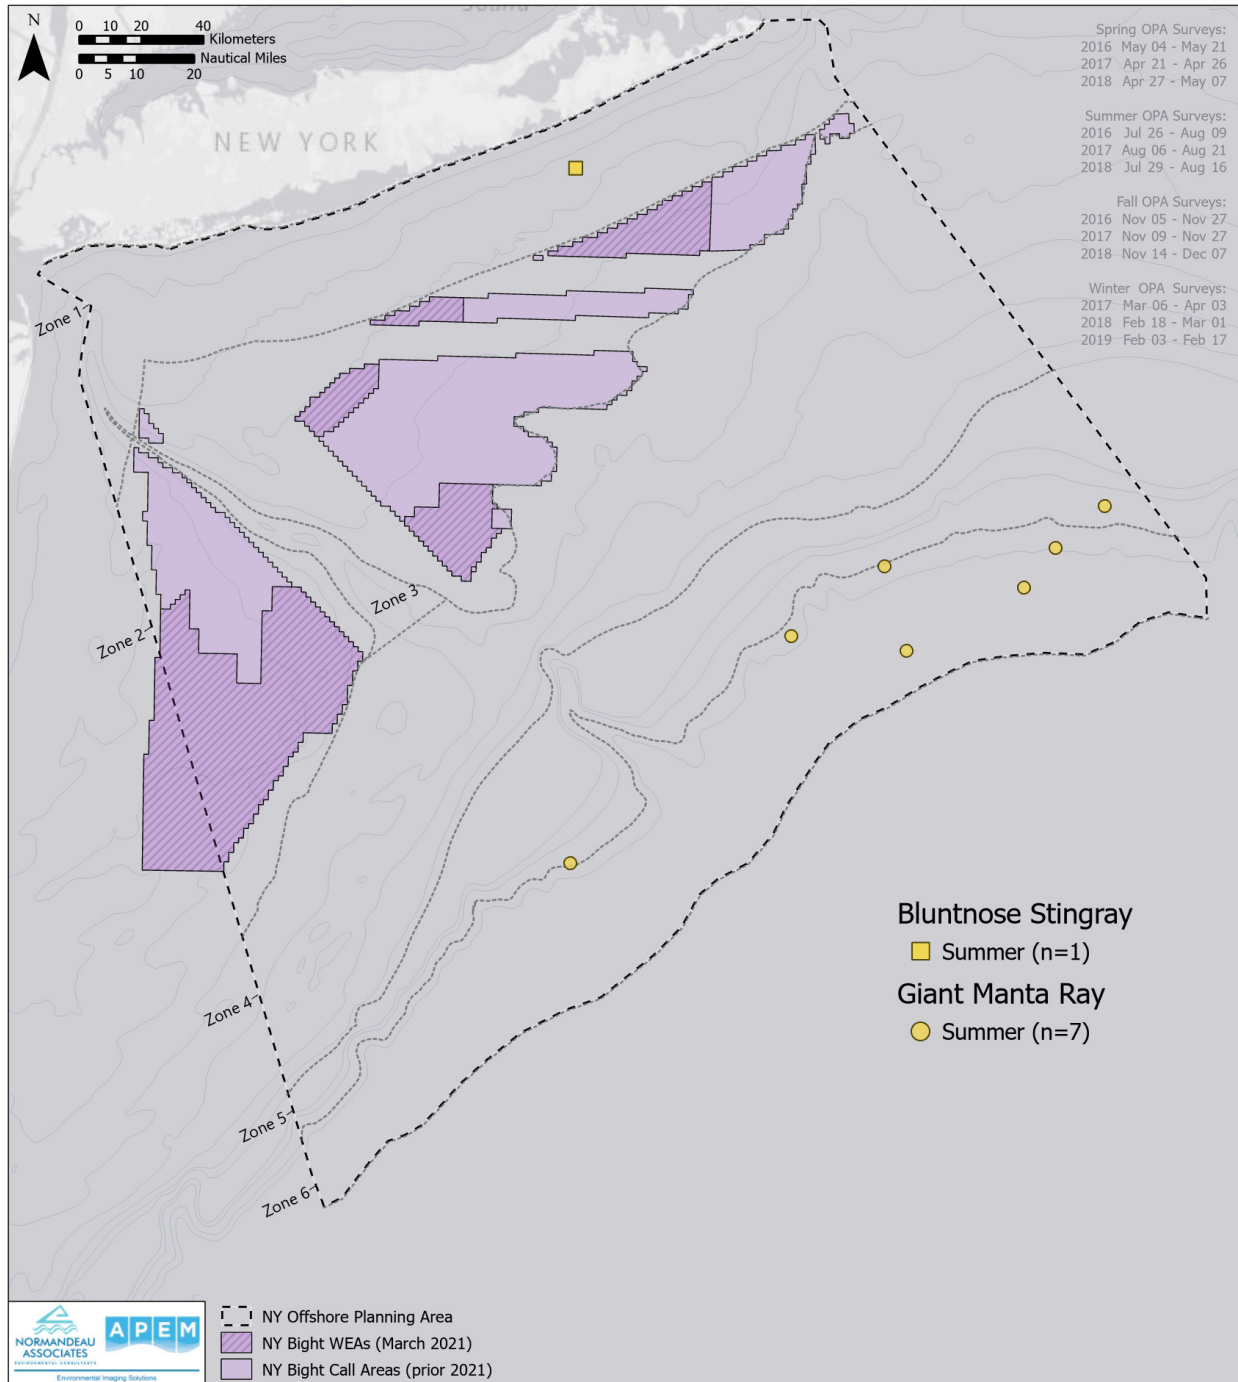 Sound
N
0 10 20 40
Kilometers
Nautical Miles
0 5 10 20
NEW YORK
Spring OPA Surveys:
2016 May 04 - May 21
2017 Apr 21 - Apr 26
2018 Apr 27 - May 07
Summer OPA Surveys:
2016 Jul 26 - Aug 09
2017 Aug 06 - Aug 21
2018 Jul 29 - Aug 16
Fall OPA Surveys:
2016 Nov 05 - Nov 27
2017 Nov 09 - Nov 27
2018 Nov 14 - Dec 07
Winter OPA Surveys:
2017 Mar 06 - Apr 03
2018 Feb 18 - Mar 01
2019 Feb 03 - Feb 17
Zone 1
Zone 3
Zone 2
Zone 4
Zone 5
Zone 6
Bluntnose Stingray
Summer (n=1)
Giant Manta Ray
Summer (n=7)
NORMANDEAU
ASSOCIATES
ENVIRONMENTAL CONSULTANTS
APEM
Environmental Imaging Solutions
NY Offshore Planning Area
NY Bight WEAs (March 2021)
NY Bight Call Areas (prior 2021)